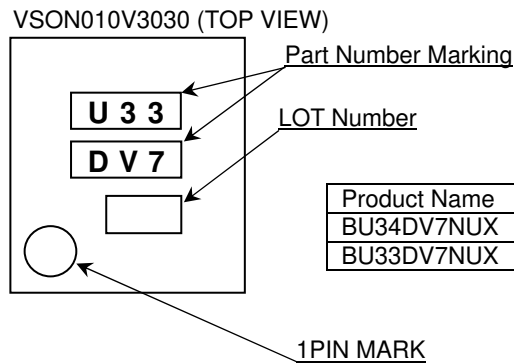 VSON010V3030 (TOP VIEW)
Part Number Marking
U 3 3
LOT Number
D V 7
Product Name
BU34DV7NUX
BU33DV7NUX
1PIN MARK